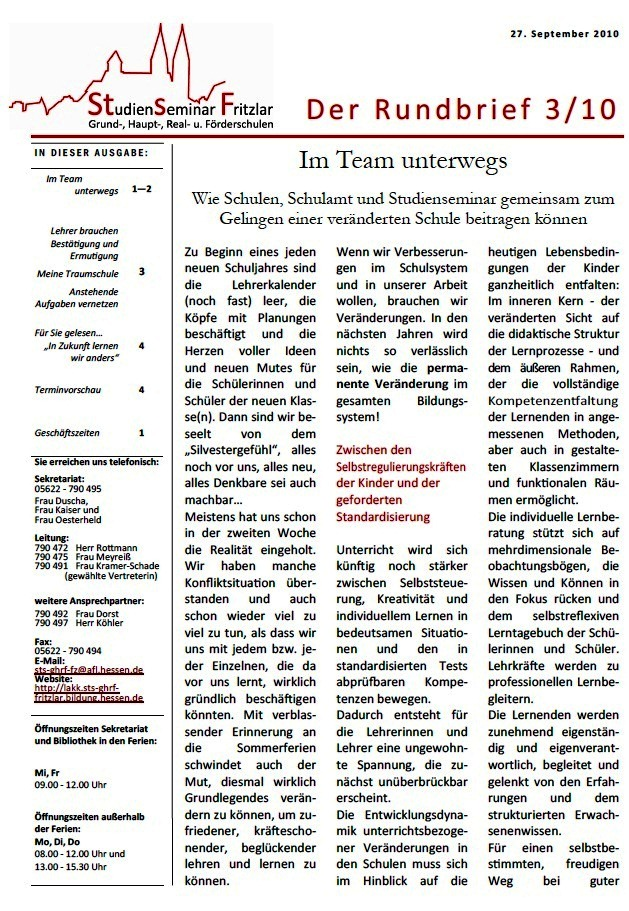 27. September 2010
StudienSeminar Fritzlar
Grund-, Haupt-, Real- u. Förderschulen
Der Rundbrief 3/10
IN DIESER AUSGABE:
Im Team
unterwegs 1—2
Lehrer brauchen
Bestätigung und
Ermutigung
Meine Traumschule 3
Anstehende
Aufgaben vernetzen
Für Sie gelesen…
„In Zukunft lernen 4
wir anders“
Terminvorschau 4
Geschäftszeiten 1
Sie erreichen uns telefonisch:
Sekretariat:
05622 - 790 495
Frau Duscha,
Frau Kaiser und
Frau Oesterheld
Leitung:
790 472 Herr Rottmann
790 475 Frau Meyreiß
790 491 Frau Kramer-Schade
(gewählte Vertreterin)
weitere Ansprechpartner:
790 492 Frau Dorst
790 497 Herr Köhler
Fax:
05622 - 790 494
E-Mail:
sts-ghrf-fz@afl.hessen.de
Website:
http://lakk.sts-ghrf-
fritzlar.bildung.hessen.de
Öffnungszeiten Sekretariat
und Bibliothek in den Ferien:
Mi, Fr
09.00 - 12.00 Uhr
Öffnungszeiten außerhalb
der Ferien:
Mo, Di, Do
08.00 - 12.00 Uhr und
13.00 - 15.30 Uhr
Im Team unterwegs
Wie Schulen, Schulamt und Studienseminar gemeinsam zum
Gelingen einer veränderten Schule beitragen können
Zu Beginn eines jeden
neuen Schuljahres sind
die Lehrerkalender
(noch fast) leer, die
Köpfe mit Planungen
beschäftigt und die
Herzen voller Ideen
und neuen Mutes für
die Schülerinnen und
Schüler der neuen Klas-
se(n). Dann sind wir be-
seelt von dem
„Silvestergefühl“, alles
noch vor uns, alles neu,
alles Denkbare sei auch
machbar…
Meistens hat uns schon
in der zweiten Woche
die Realität eingeholt.
Wir haben manche
Konfliktsituation über-
standen und auch
schon wieder viel zu
viel zu tun, als dass wir
uns mit jedem bzw. je-
der Einzelnen, die da
vor uns lernt, wirklich
gründlich beschäftigen
könnten. Mit verblas-
sender Erinnerung an
die Sommerferien
schwindet auch der
Mut, diesmal wirklich
Grundlegendes verän-
dern zu können, um zu-
friedener, kräftescho-
nender, beglückender
lehren und lernen zu
können.
Wenn wir Verbesserun-
gen im Schulsystem
und in unserer Arbeit
wollen, brauchen wir
Veränderungen. In den
nächsten Jahren wird
nichts so verlässlich
sein, wie die perma-
nente Veränderung im
gesamten Bildungs-
system!
Zwischen den
Selbstregulierungskräften
der Kinder und der
geforderten
Standardisierung
Unterricht wird sich
künftig noch stärker
zwischen Selbststeue-
rung, Kreativität und
individuellem Lernen in
bedeutsamen Situatio-
nen und den in
standardisierten Tests
abprüfbaren Kompe-
tenzen bewegen.
Dadurch entsteht für
die Lehrerinnen und
Lehrer eine ungewohn-
te Spannung, die zu-
nächst unüberbrückbar
erscheint.
Die Entwicklungsdyna-
mik unterrichtsbezoge-
ner Veränderungen in
den Schulen muss sich
im Hinblick auf die
heutigen Lebensbedin-
gungen der Kinder
ganzheitlich entfalten:
Im inneren Kern - der
veränderten Sicht auf
die didaktische Struktur
der Lernprozesse - und
dem äußeren Rahmen,
der die vollständige
Kompetenzentfaltung
der Lernenden in ange-
messenen Methoden,
aber auch in gestalte-
ten Klassenzimmern
und funktionalen Räu-
men ermöglicht.
Die individuelle Lernbe-
ratung stützt sich auf
mehrdimensionale Be-
obachtungsbögen, die
Wissen und Können in
den Fokus rücken und
dem selbstreflexiven
Lerntagebuch der Schü-
lerinnen und Schüler.
Lehrkräfte werden zu
professionellen Lernbe-
gleitern.
Die Lernenden werden
zunehmend eigenstän-
dig und eigenverant-
wortlich, begleitet und
gelenkt von den Erfah-
rungen und dem
strukturierten Erwach-
senenwissen.
Für einen selbstbe-
stimmten, freudigen
Weg bei guter